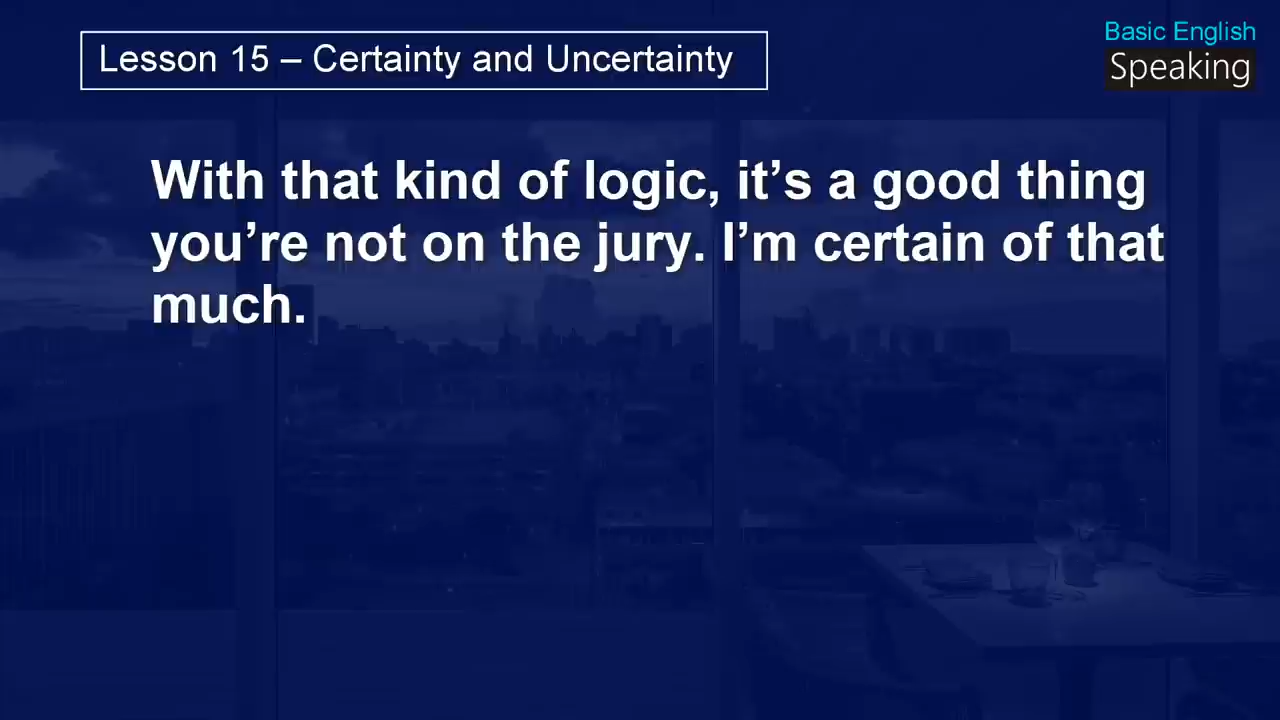 Lesson 15 – Certainty and Uncertainty
Basic English
Speaking
With that kind of logic, it’s a good thing
you’re not on the jury. I’m certain of that
much.